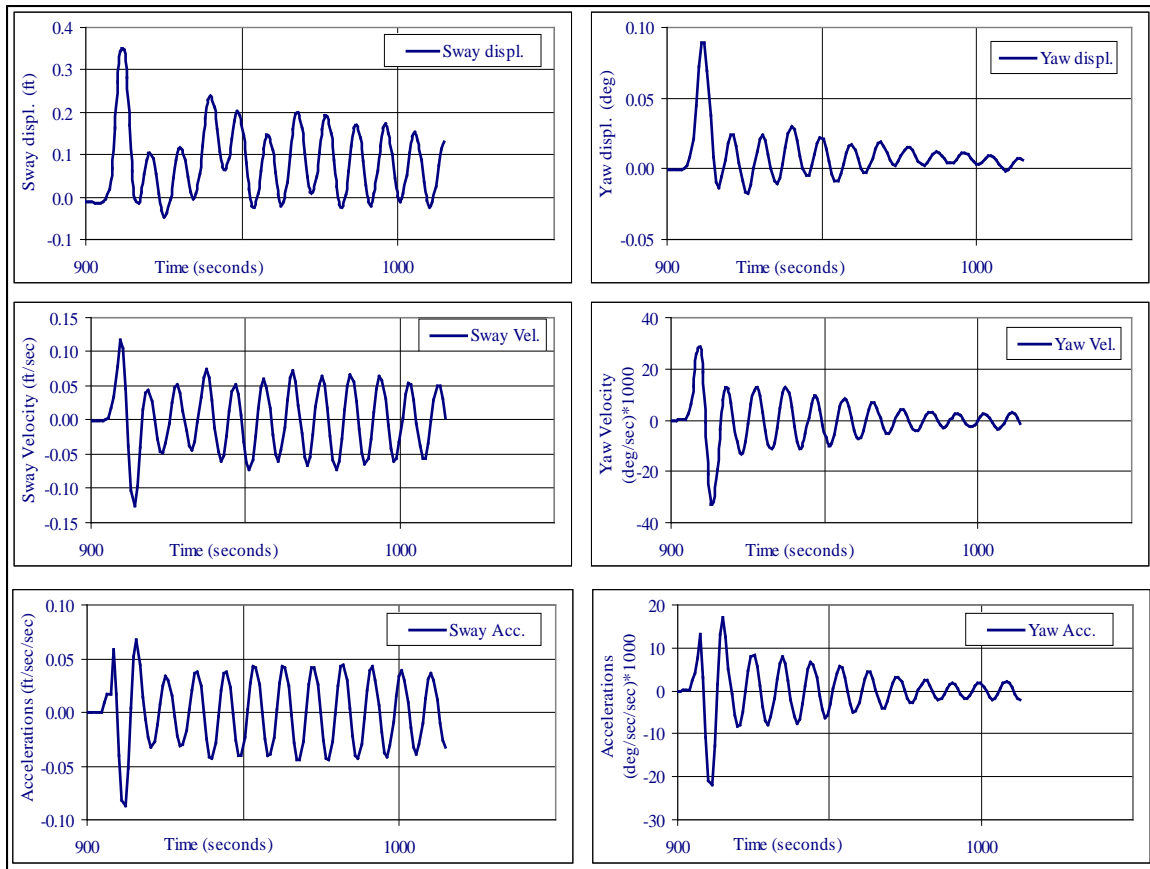 0.4
0.3
0.2
0.1
0.0
-0.1
Sway displ. (ft)
Sway displ.
900
Time (seconds)
1000
0.10
0.05
0.00
-0.05
Yaw displ. (deg)
Yaw displ.
900
Time (seconds)
1000
0.15
0.10
0.05
0.00
-0.05
-0.10
-0.15
Sway Velocity (ft/sec)
Sway Vel.
900
Time (seconds)
1000
40
20
0
-20
-40
Yaw Velocity
(deg/sec)*1000
Yaw Vel.
900
Time (seconds)
1000
0.10
0.05
0.00
-0.05
-0.10
Accelerations (ft/sec/sec)
Sway Acc.
900
Time (seconds)
1000
20
10
0
-10
-20
-30
Accelerations
(deg/sec/sec)*1000
Yaw Acc.
900
Time (seconds)
1000